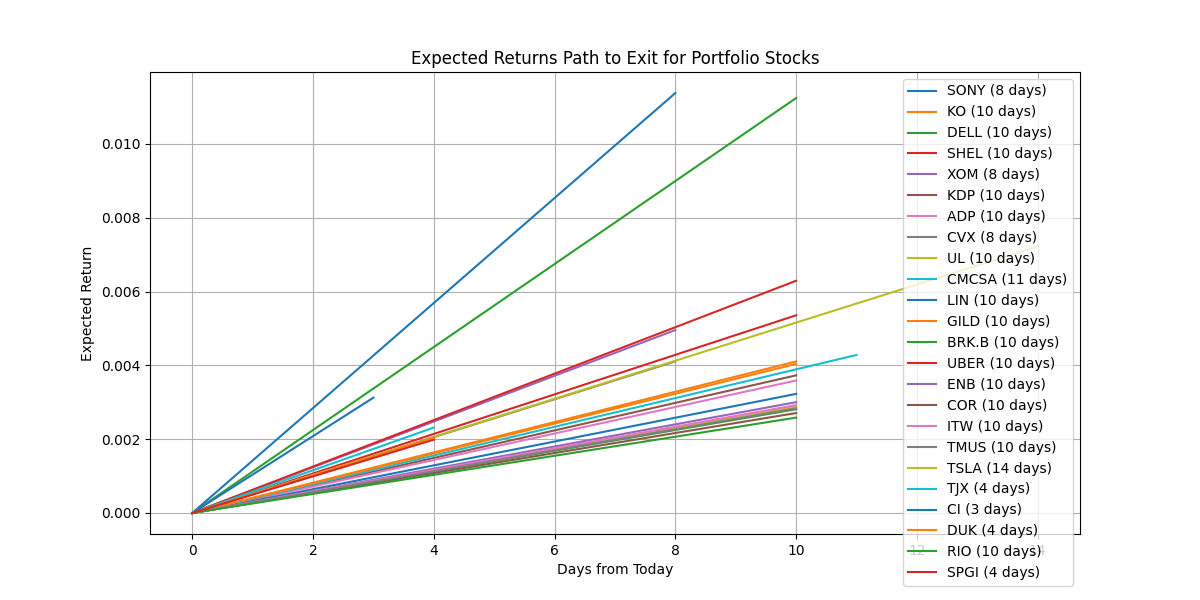 Expected Returns Path to Exit for Portfolio Stocks
Expected Return
0.010
0.008
0.006
0.004
0.002
0.000
0
2
4
6
8
10
12
14
Days from Today
SONY (8 days)
KO (10 days)
DELL (10 days)
SHEL (10 days)
XOM (8 days)
KDP (10 days)
ADP (10 days)
CVX (8 days)
UL (10 days)
CMCSA (11 days)
LIN (10 days)
GILD (10 days)
BRK.B (10 days)
UBER (10 days)
ENB (10 days)
COR (10 days)
ITW (10 days)
TMUS (10 days)
TSLA (14 days)
TJX (4 days)
CI (3 days)
DUK (4 days)
RIO (10 days)
SPGI (4 days)